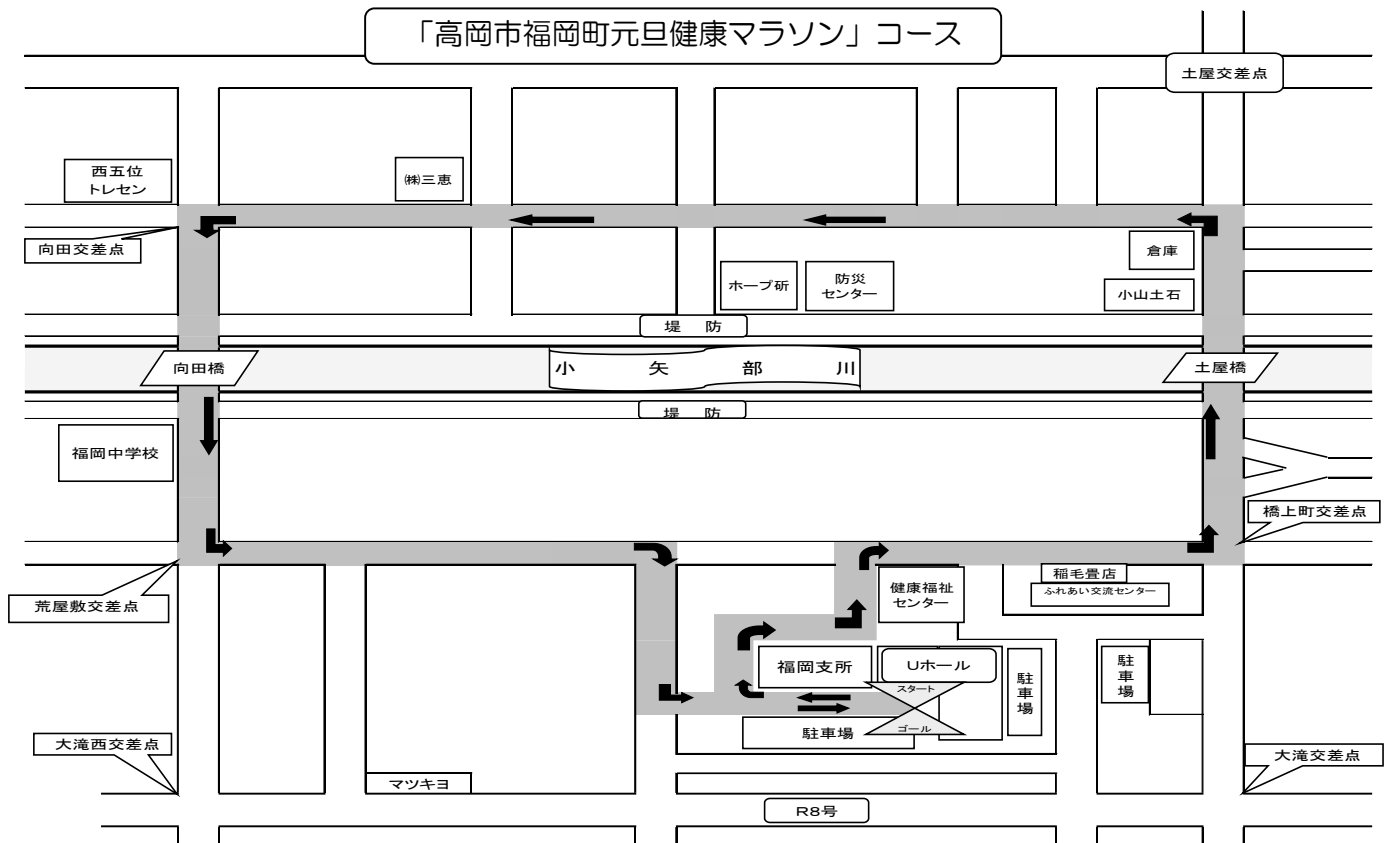 「高岡市福岡町元旦健康マラソン」コース
土屋交差点
西五位
トレセン
㈱三恵
向田交差点
倉庫
ホープ斫
防災
センター
小山土石
堤　防
向田橋
小　矢　部　川
土屋橋
堤　防
福岡中学校
橋上町交差点
稲毛畳店
ふれあい交流センター
健康福祉
センター
荒屋敷交差点
福岡支所
Uホール
駐車場
駐車場
スタート
ゴール
駐車場
大滝西交差点
大滝交差点
マツキヨ
R8号